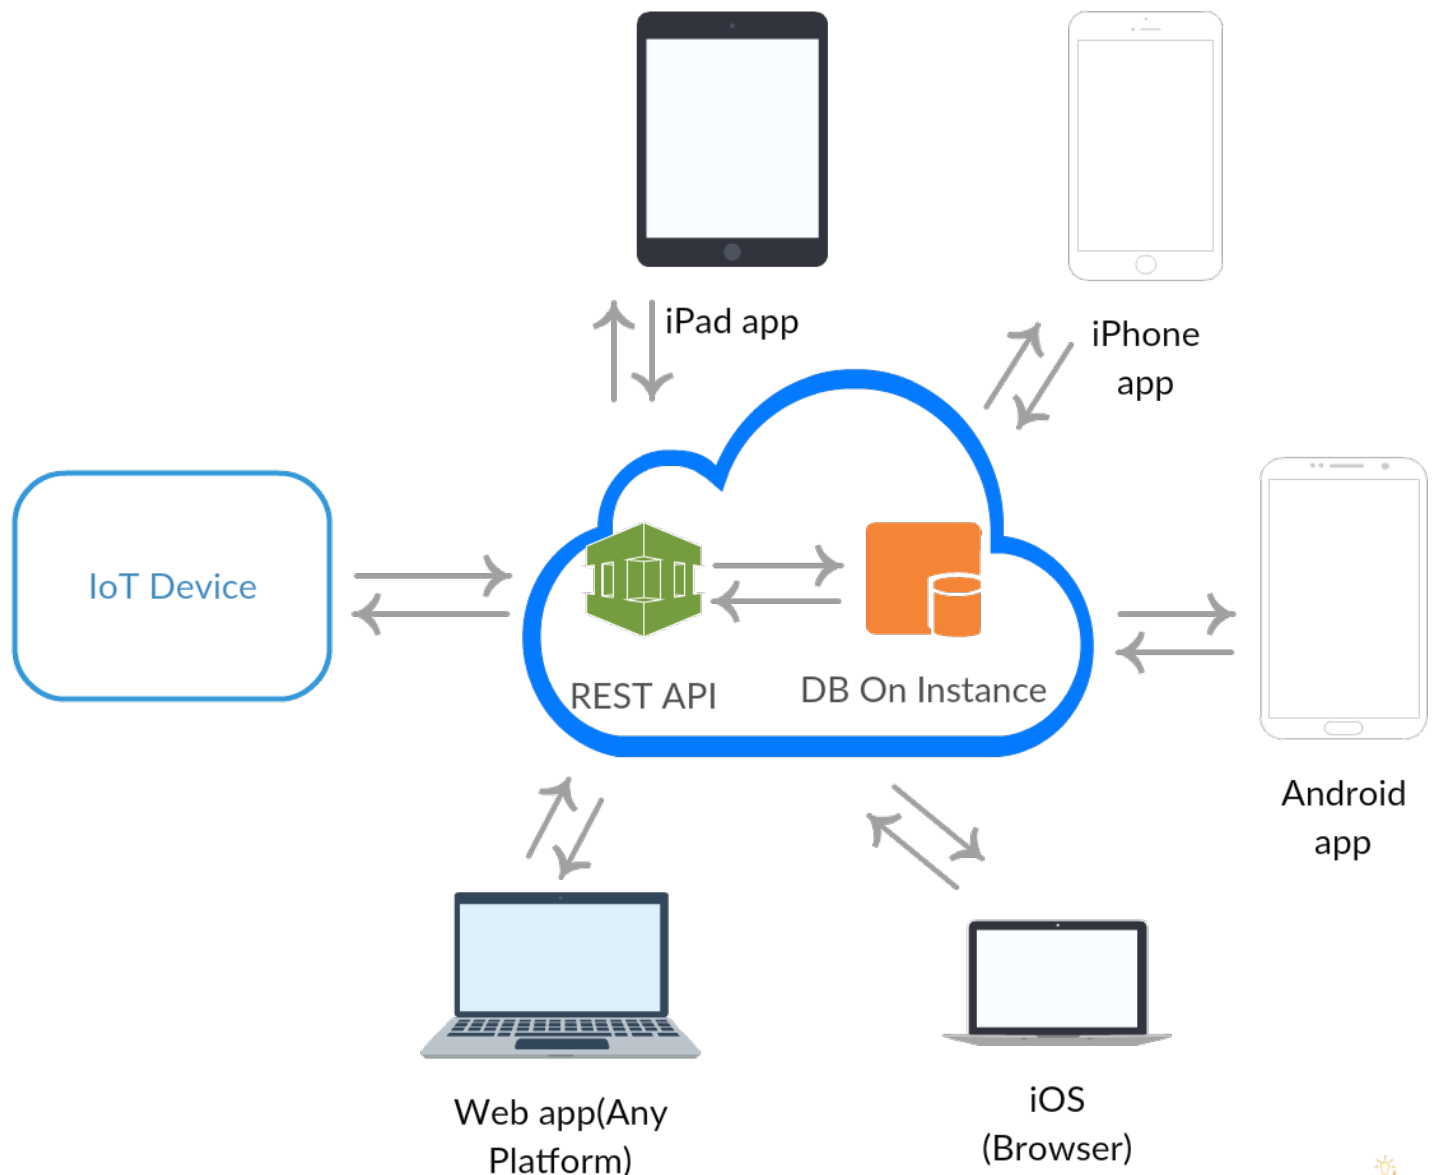 iPad app
iPhone
app
IoT Device
REST API
DB On Instance
Android
app
Web app(Any
Platform)
iOS
(Browser)